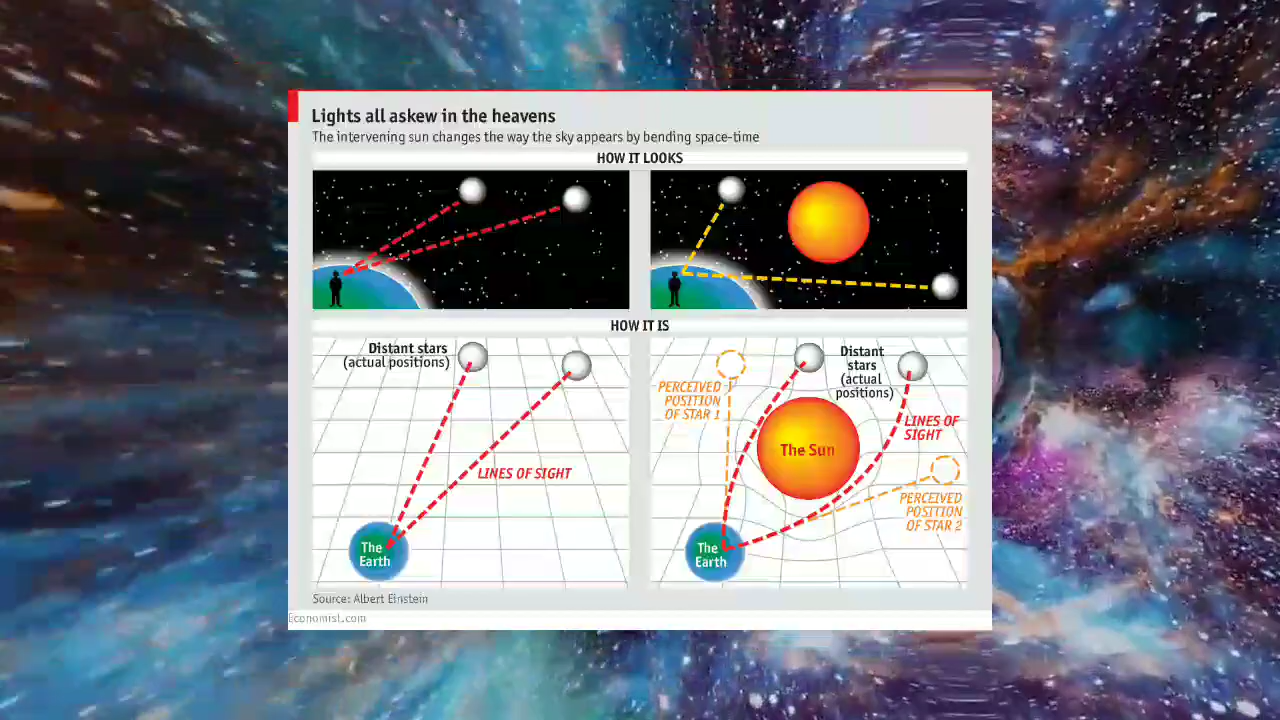 Lights all askew in the heavens
The intervening sun changes the way the sky appears by bending space-time
HOW IT LOOKS
HOW IT IS
Distant stars
(actual positions)
LINES OF SIGHT
The
Earth
PERCEIVED
POSITION
OF STAR 1
Distant
stars
(actual
positions)
LINES OF
SIGHT
The Sun
PERCEIVED
POSITION
OF STAR 2
The
Earth
Source: Albert Einstein
Economist.com